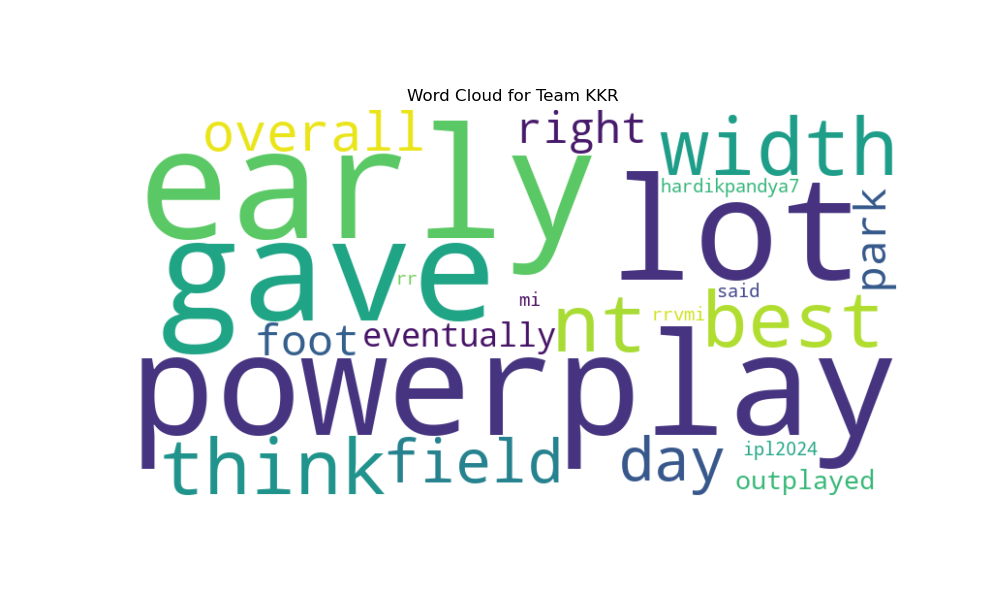 Word Cloud for Team KKR
overall
right
width
early
lot
hardikpandya7
park
gave
rr
mi
said
nt
rrvmi
best
foot
eventually
powerplay
think
field
day
ipl2024
outplayed